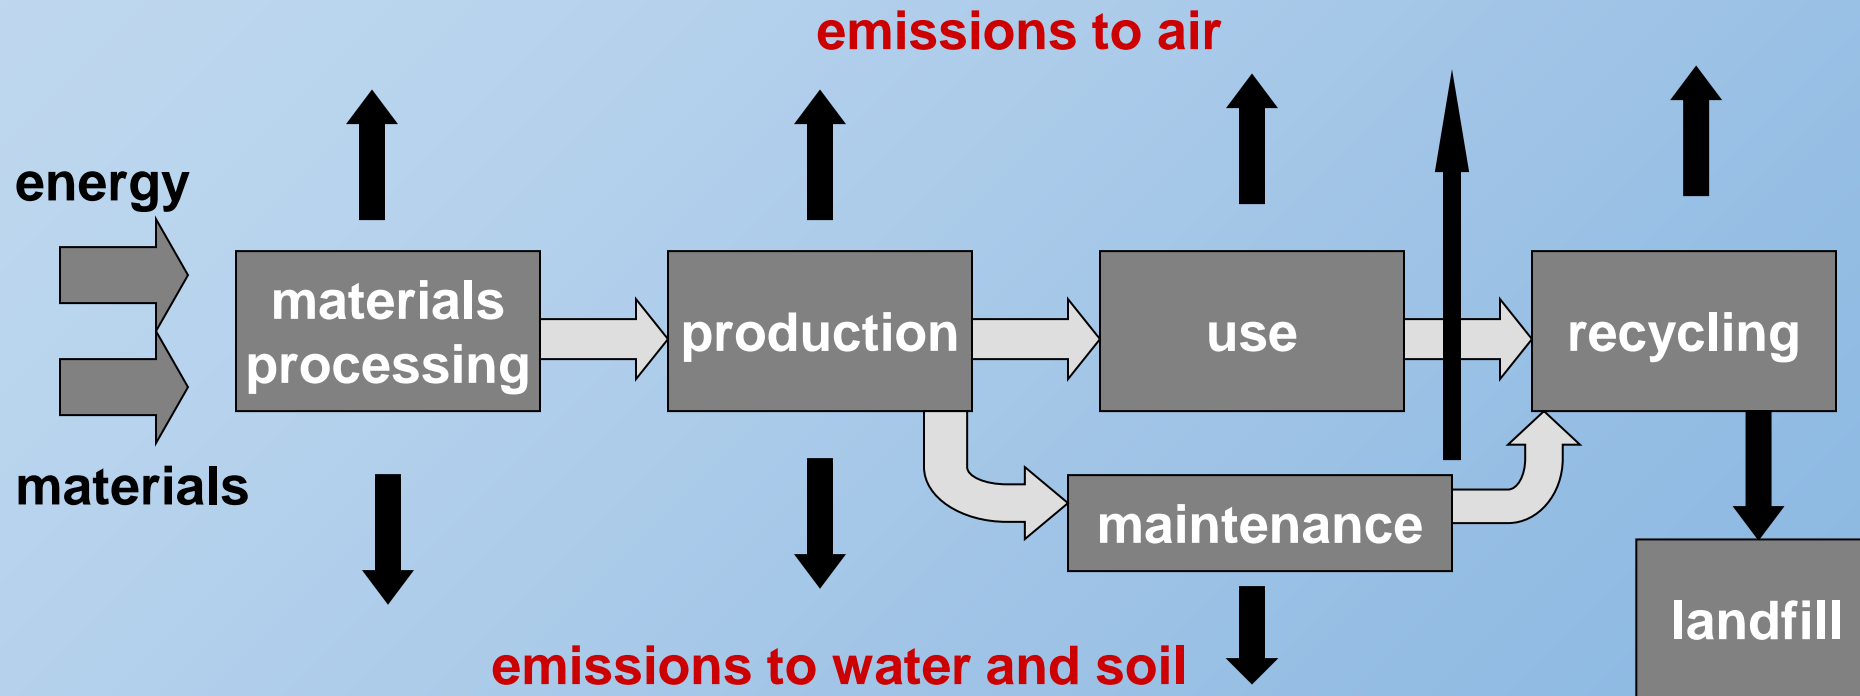 emissions to air
energy
materials
processing
production
use
recycling
materials
maintenance
landfill
emissions to water and soil